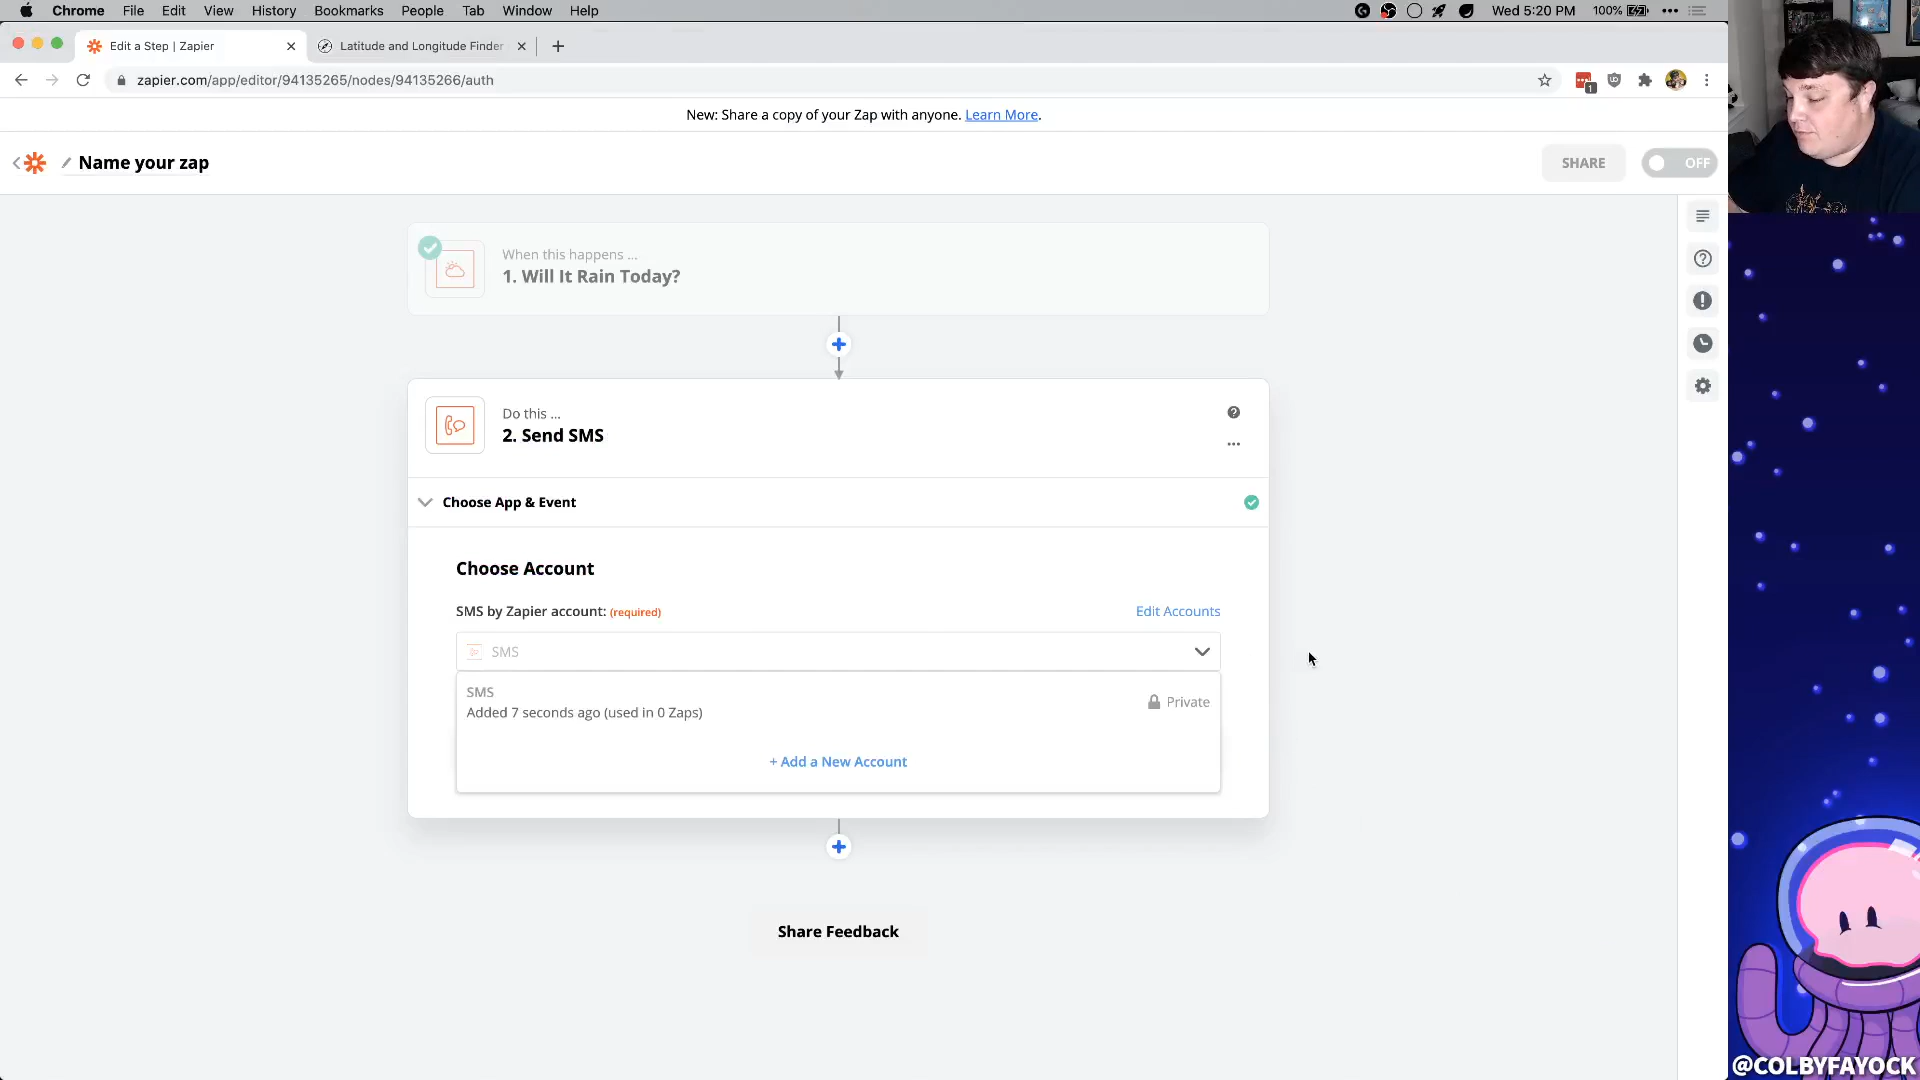 Chrome File Edit View History Bookmarks People Tab Window Help
Wed 5:20 PM 100%
Edit a Step | Zapier
Latitude and Longitude Finder
zapier.com/app/editor/94135265/nodes/94135266/auth
1
New: Share a copy of your Zap with anyone. Learn More.
Name your zap
SHARE
OFF
When this happens ...
1. Will It Rain Today?
Do this ...
2. Send SMS
Choose App & Event
Choose Account
SMS by Zapier account: (required)
Edit Accounts
SMS
SMS
Added 7 seconds ago (used in 0 Zaps)
Private
+ Add a New Account
Share Feedback
@COLBYFAYOCK